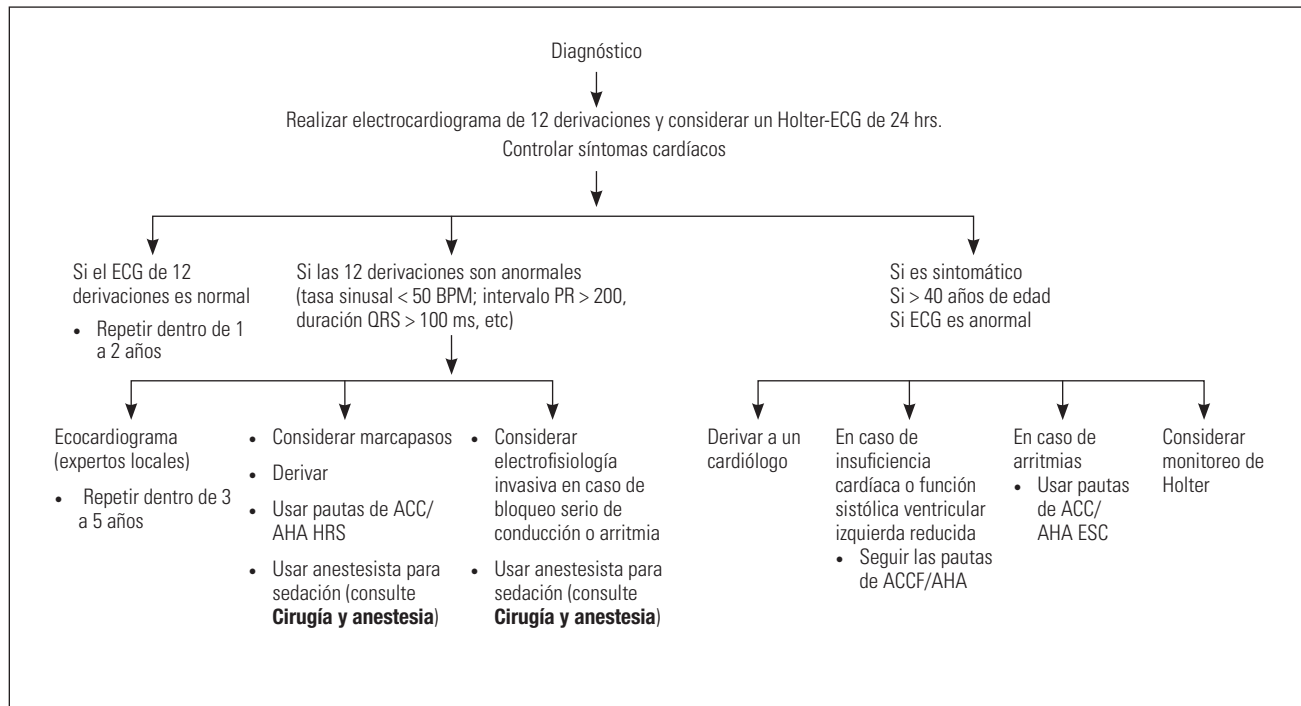 Diagnóstico
Realizar electrocardiograma de 12 derivaciones y considerar un Holter-ECG de 24 hrs.
Controlar síntomas cardíacos
Si el ECG de 12
derivaciones es normal
• Repetir dentro de 1
a 2 años
Si las 12 derivaciones son anormales
(tasa sinusal < 50 BPM; intervalo PR > 200,
duración QRS > 100 ms, etc)
Si es sintomático
Si > 40 años de edad
Si ECG es anormal
Ecocardiograma
(expertos locales)
• Repetir dentro de 3
a 5 años
• Considerar marcapasos
• Derivar
• Usar pautas de ACC/
AHA HRS
• Usar anestesista para
sedación (consulte
Cirugía y anestesia)
• Considerar
electrofisiología
invasiva en caso de
bloqueo serio de
conducción o arritmia
• Usar anestesista para
sedación (consulte
Cirugía y anestesia)
Derivar a un
cardiólogo
En caso de
insuficiencia
cardíaca o función
sistólica ventricular
izquierda reducida
• Seguir las pautas
de ACCF/AHA
En caso de
arritmias
• Usar pautas
de ACC/
AHA ESC
Considerar
monitoreo de
Holter